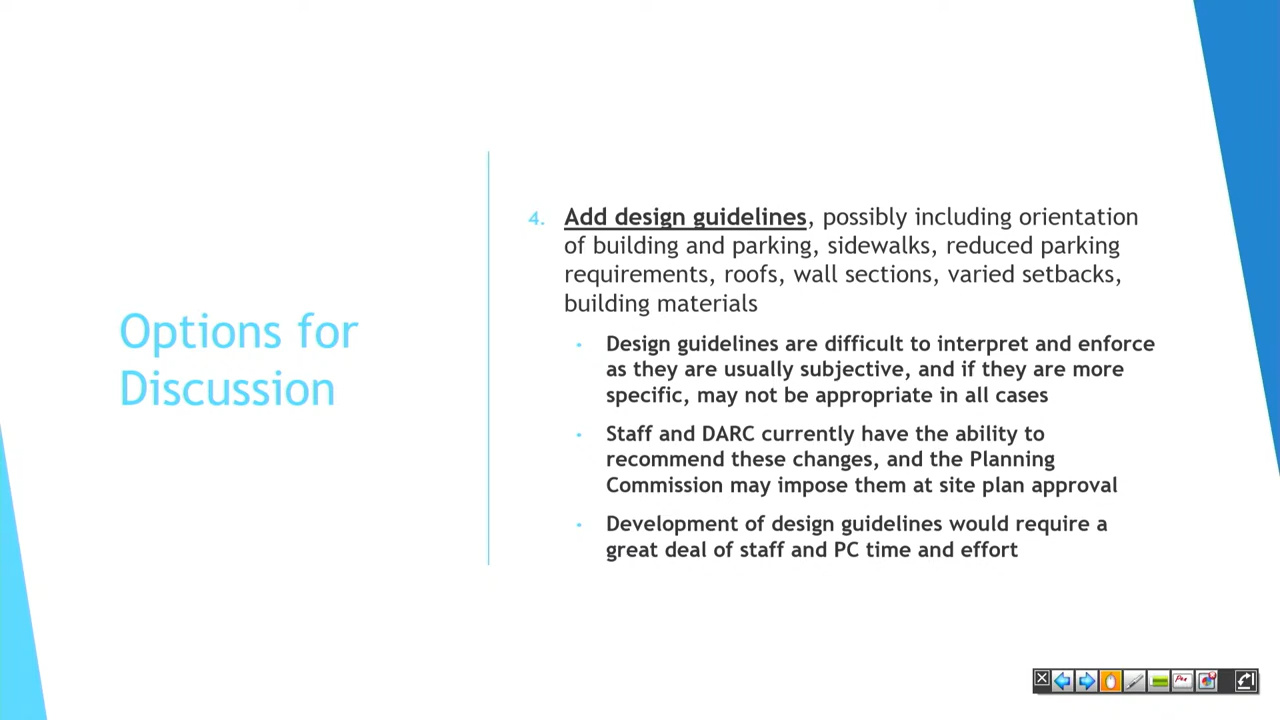 Options for
Discussion
4. Add design guidelines, possibly including orientation
of building and parking, sidewalks, reduced parking
requirements, roofs, wall sections, varied setbacks,
building materials
• Design guidelines are difficult to interpret and enforce
as they are usually subjective, and if they are more
specific, may not be appropriate in all cases
• Staff and DARC currently have the ability to
recommend these changes, and the Planning
Commission may impose them at site plan approval
• Development of design guidelines would require a
great deal of staff and PC time and effort